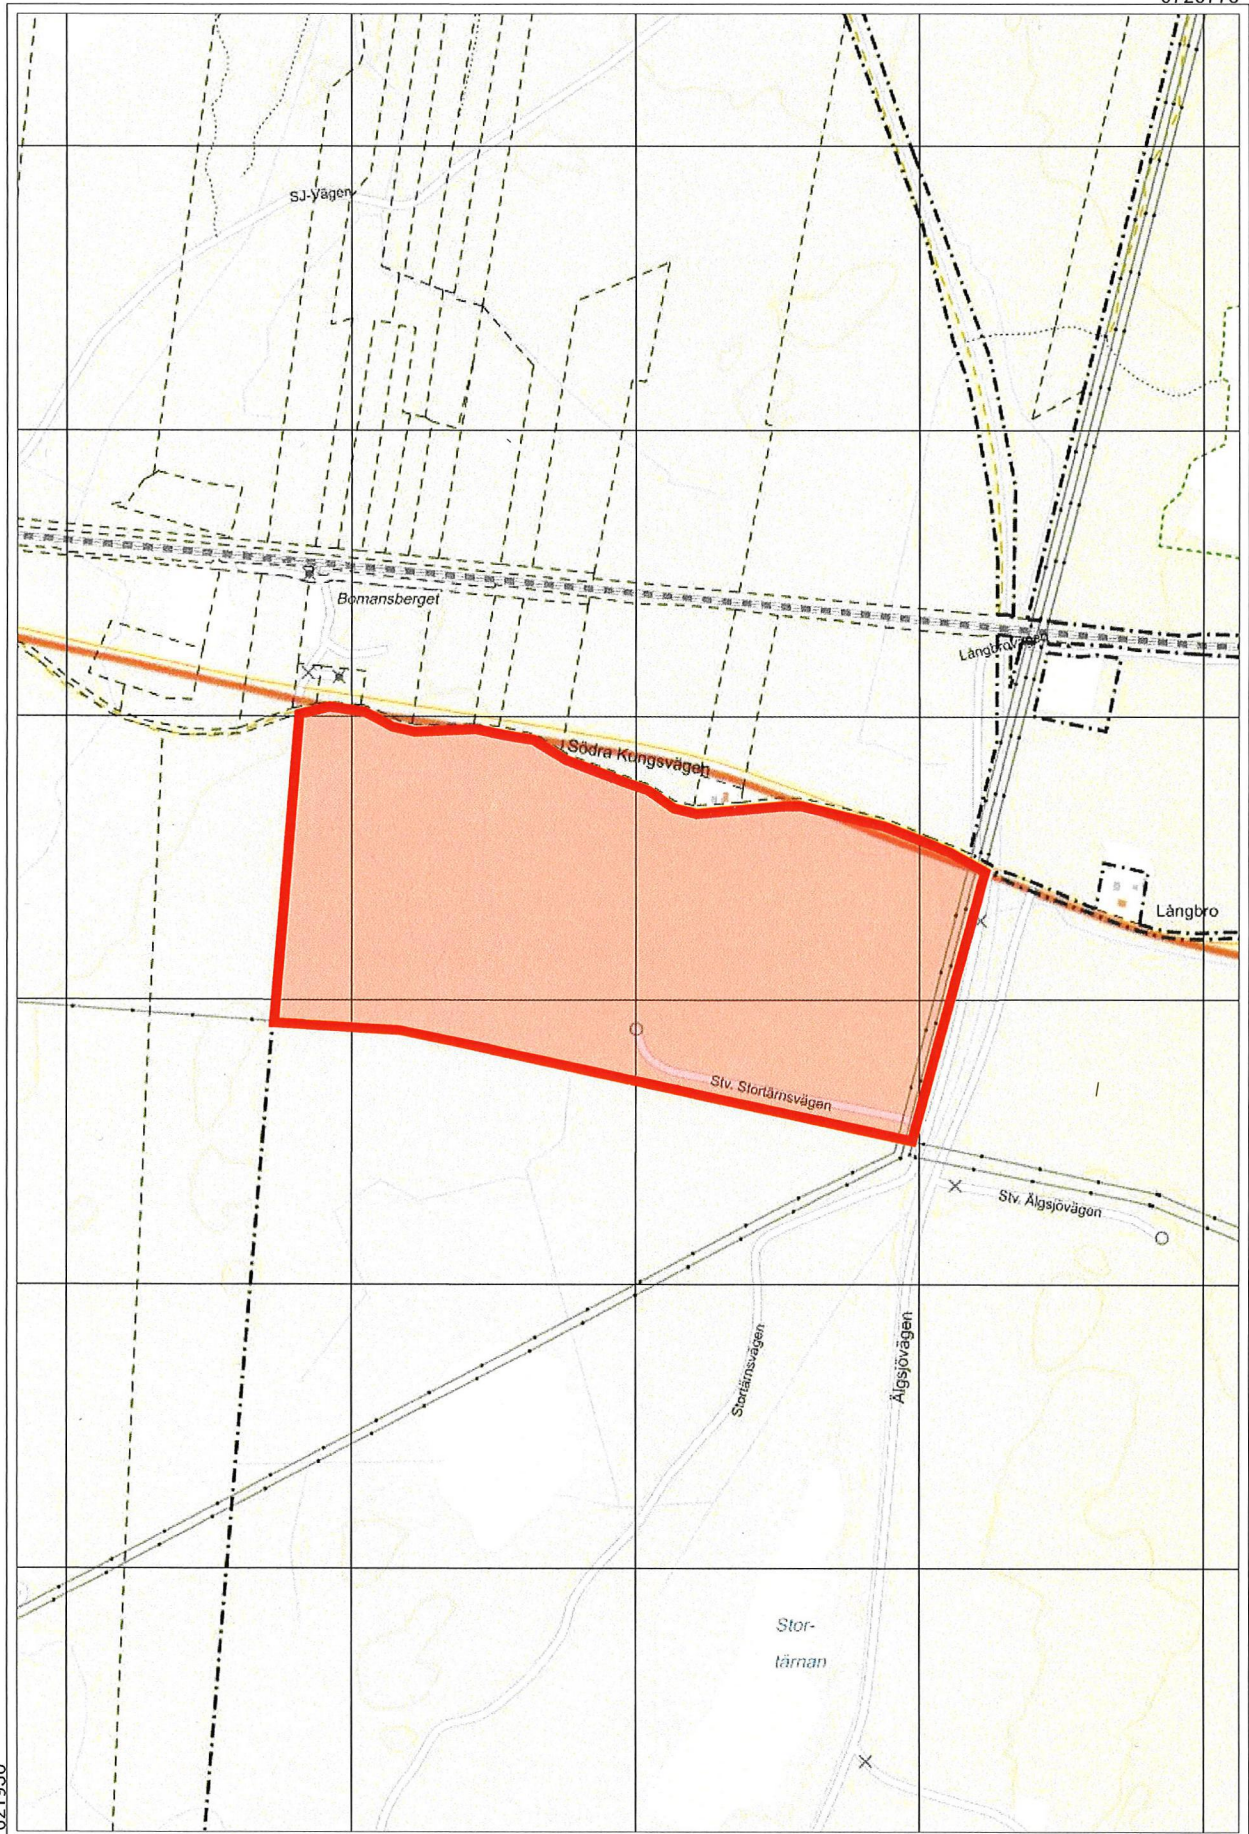 SJ-Vägen
Bomansberget
Långbrovägen
Södra Kungsvägen
Långbro
Stv. Stortärnsvägen
Stv. Älgsjövägen
Stortärnsvägen
Älgsjövägen
Stor-
tärnan